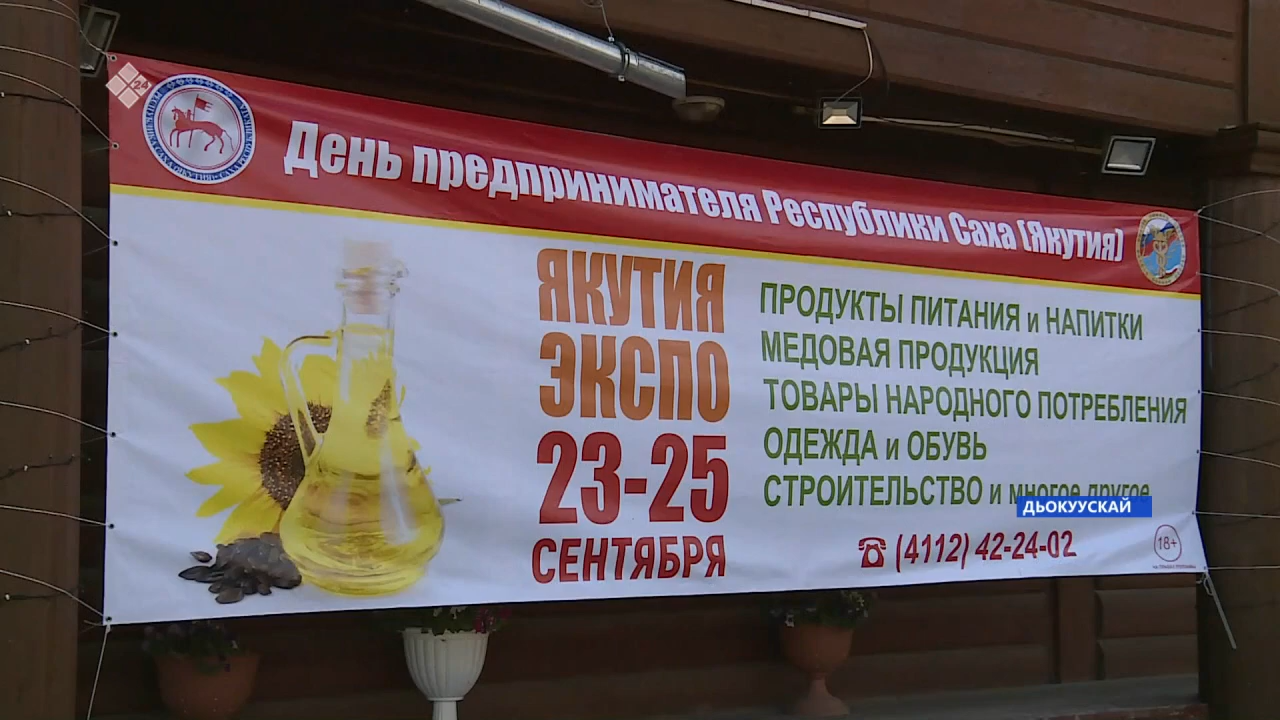 24
День предпринимателя Республики Саха (Якутия)
ЯКУТИЯ
ЭКСПО
23-25
СЕНТЯБРЯ
ПРОДУКТЫ ПИТАНИЯ и НАПИТКИ
МЕДОВАЯ ПРОДУКЦИЯ
ТОВАРЫ НАРОДНОГО ПОТРЕБЛЕНИЯ
ОДЕЖДА и ОБУВЬ
СТРОИТЕЛЬСТВО и многое другое
ДЬОКУУСКАЙ
(4112) 42-24-02
18+